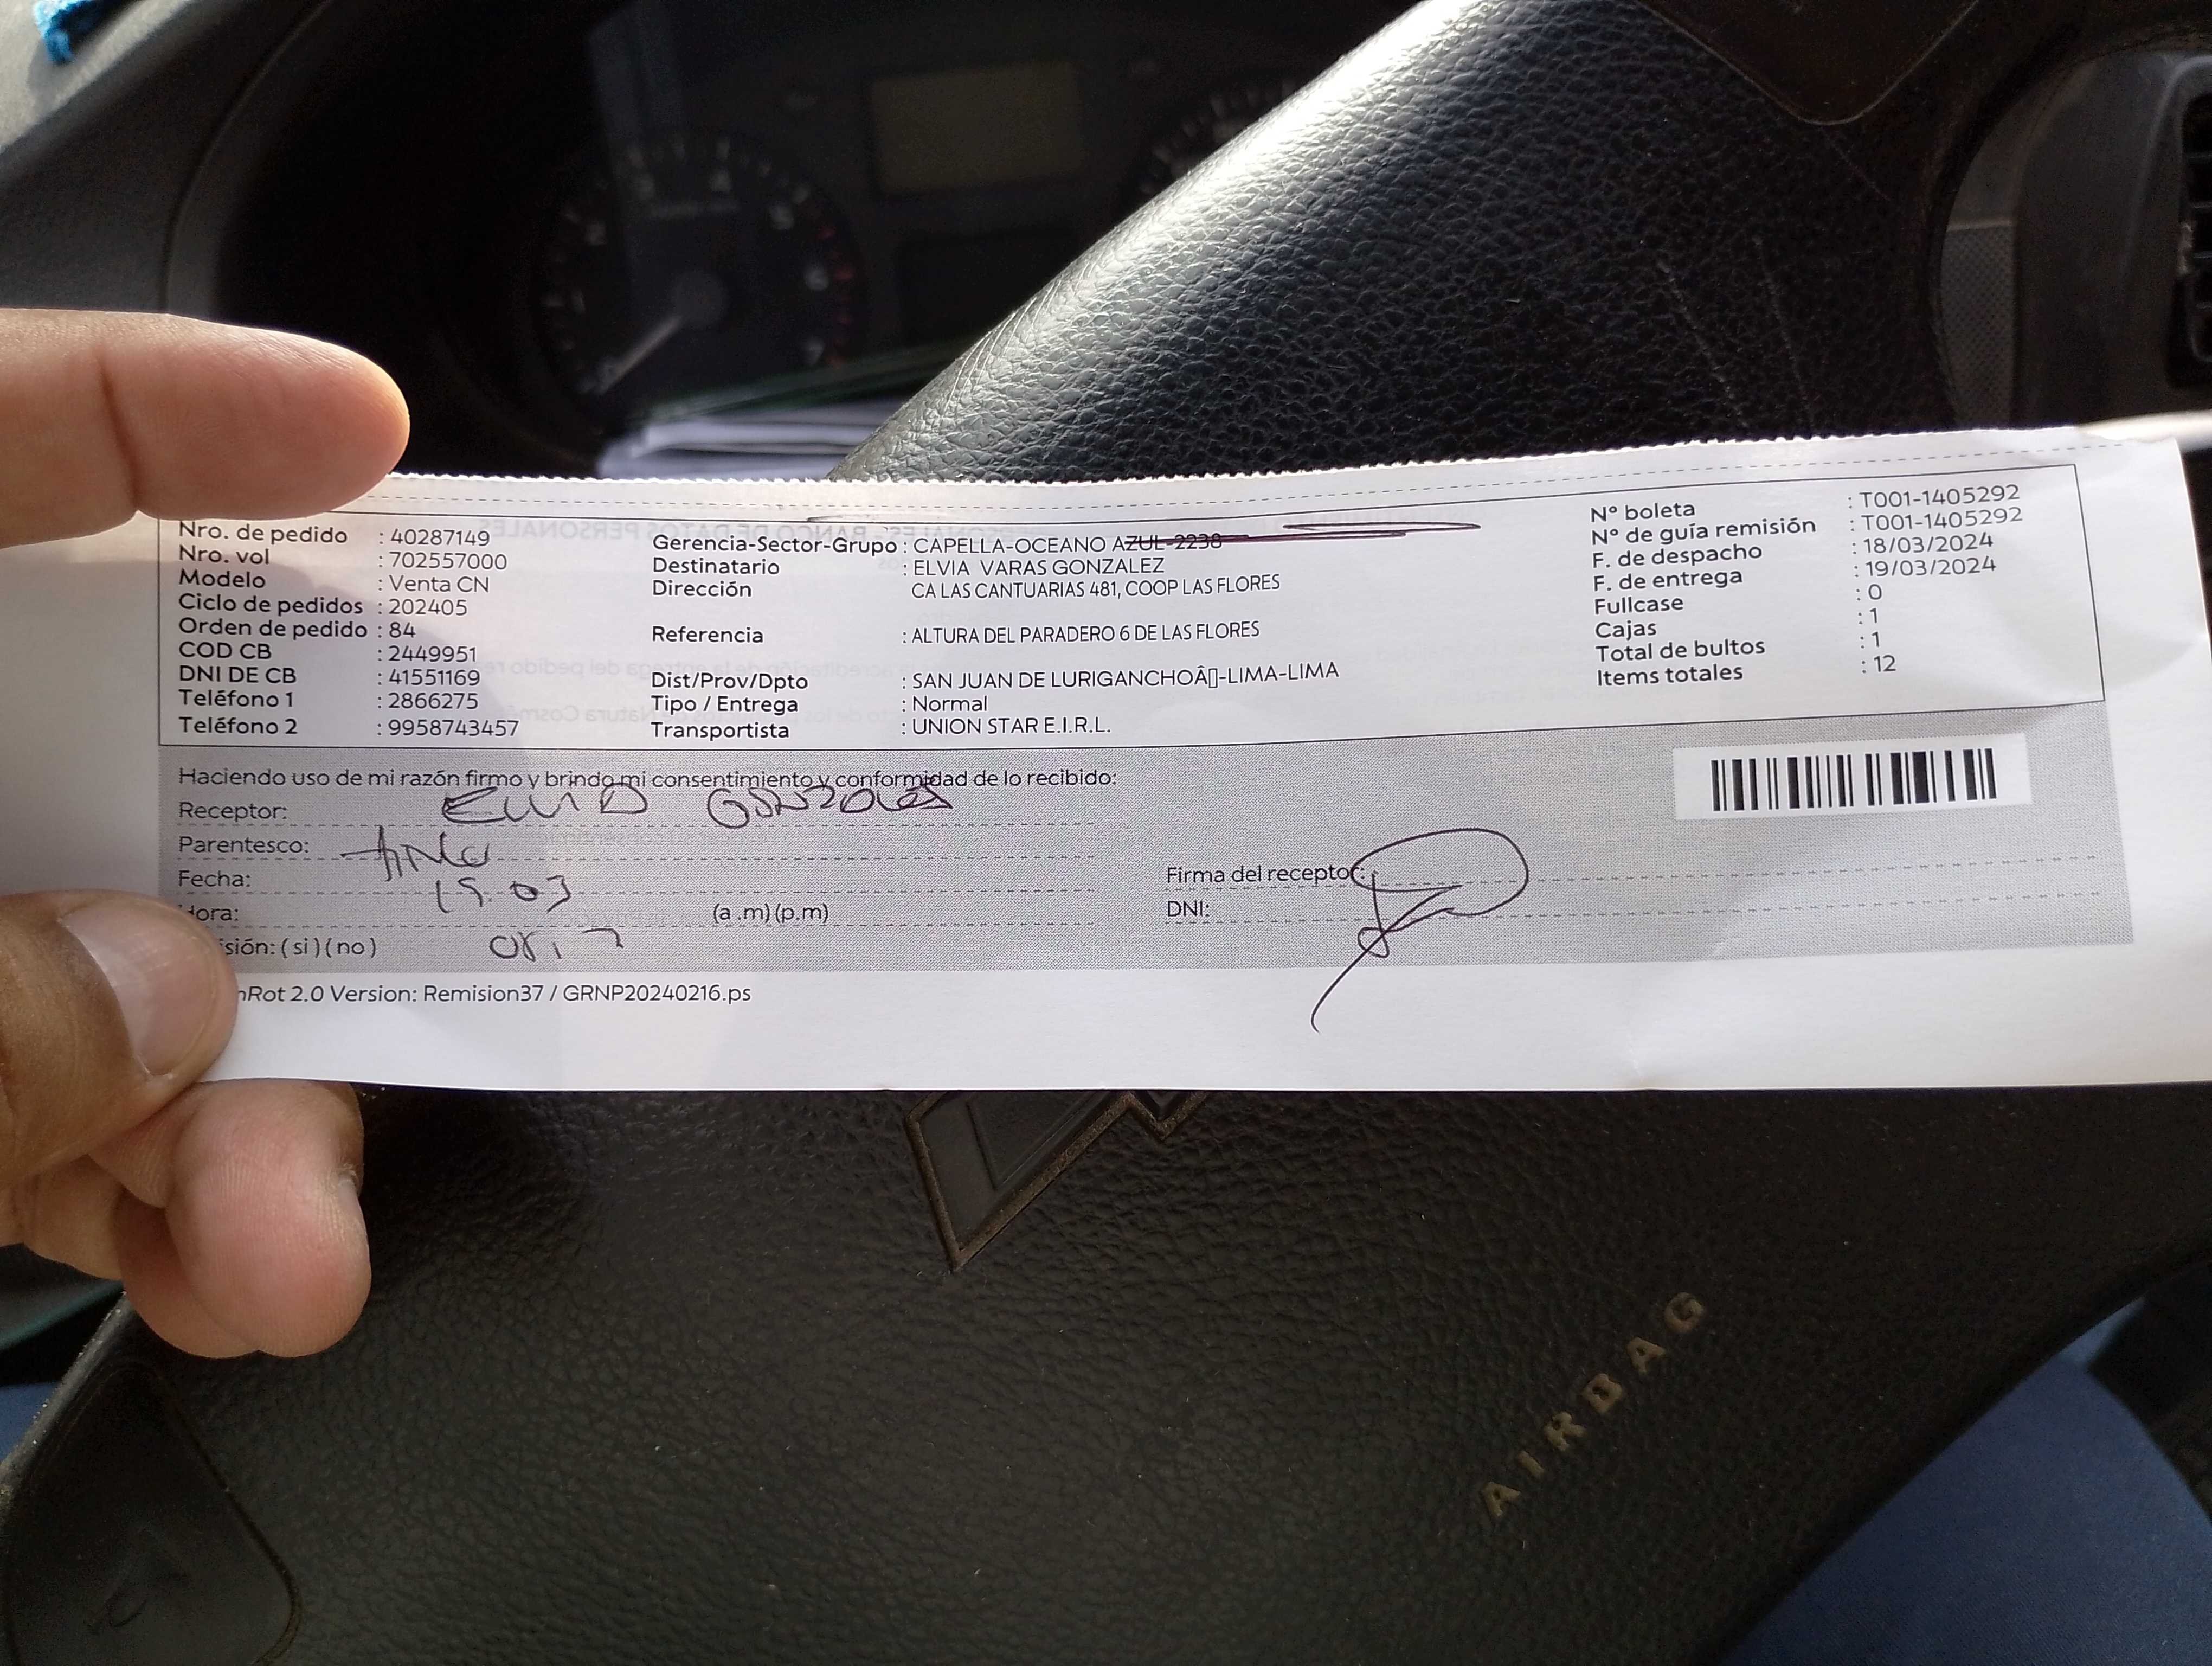 Nro. de pedido : 40287149
Nro. vol : 702557000
Modelo : Venta CN
Ciclo de pedidos : 202405
Orden de pedido : 84
COD CB : 2449951
DNI DE CB : 41551169
Teléfono 1 : 2866275
Teléfono 2 : 9958743457
Gerencia-Sector-Grupo : CAPELLA-OCEANO AZUL-2238
Destinatario : ELVIA VARAS GONZALEZ
Dirección CA LAS CANTUARIAS 481, COOP LAS FLORES
Referencia : ALTURA DEL PARADERO 6 DE LAS FLORES
Dist/Prov/Dpto : SAN JUAN DE LURIGANCHOÂ▯-LIMA-LIMA
Tipo / Entrega : Normal
Transportista : UNION STAR E.I.R.L.
N° boleta : T001-1405292
N° de guía remisión : T001-1405292
F. de despacho : 18/03/2024
F. de entrega : 19/03/2024
Fullcase : 0
Cajas : 1
Total de bultos : 1
Items totales : 12
Haciendo uso de mi razón firmo y brindo mi consentimiento y conformidad de lo recibido:
Receptor:
Parentesco:
Fecha: 19.03
Hora: (a .m) (p.m)
sión: ( si ) ( no )
Firma del receptor:
DNI:
nRot 2.0 Version: Remision37 / GRNP20240216.ps
AIRBAG